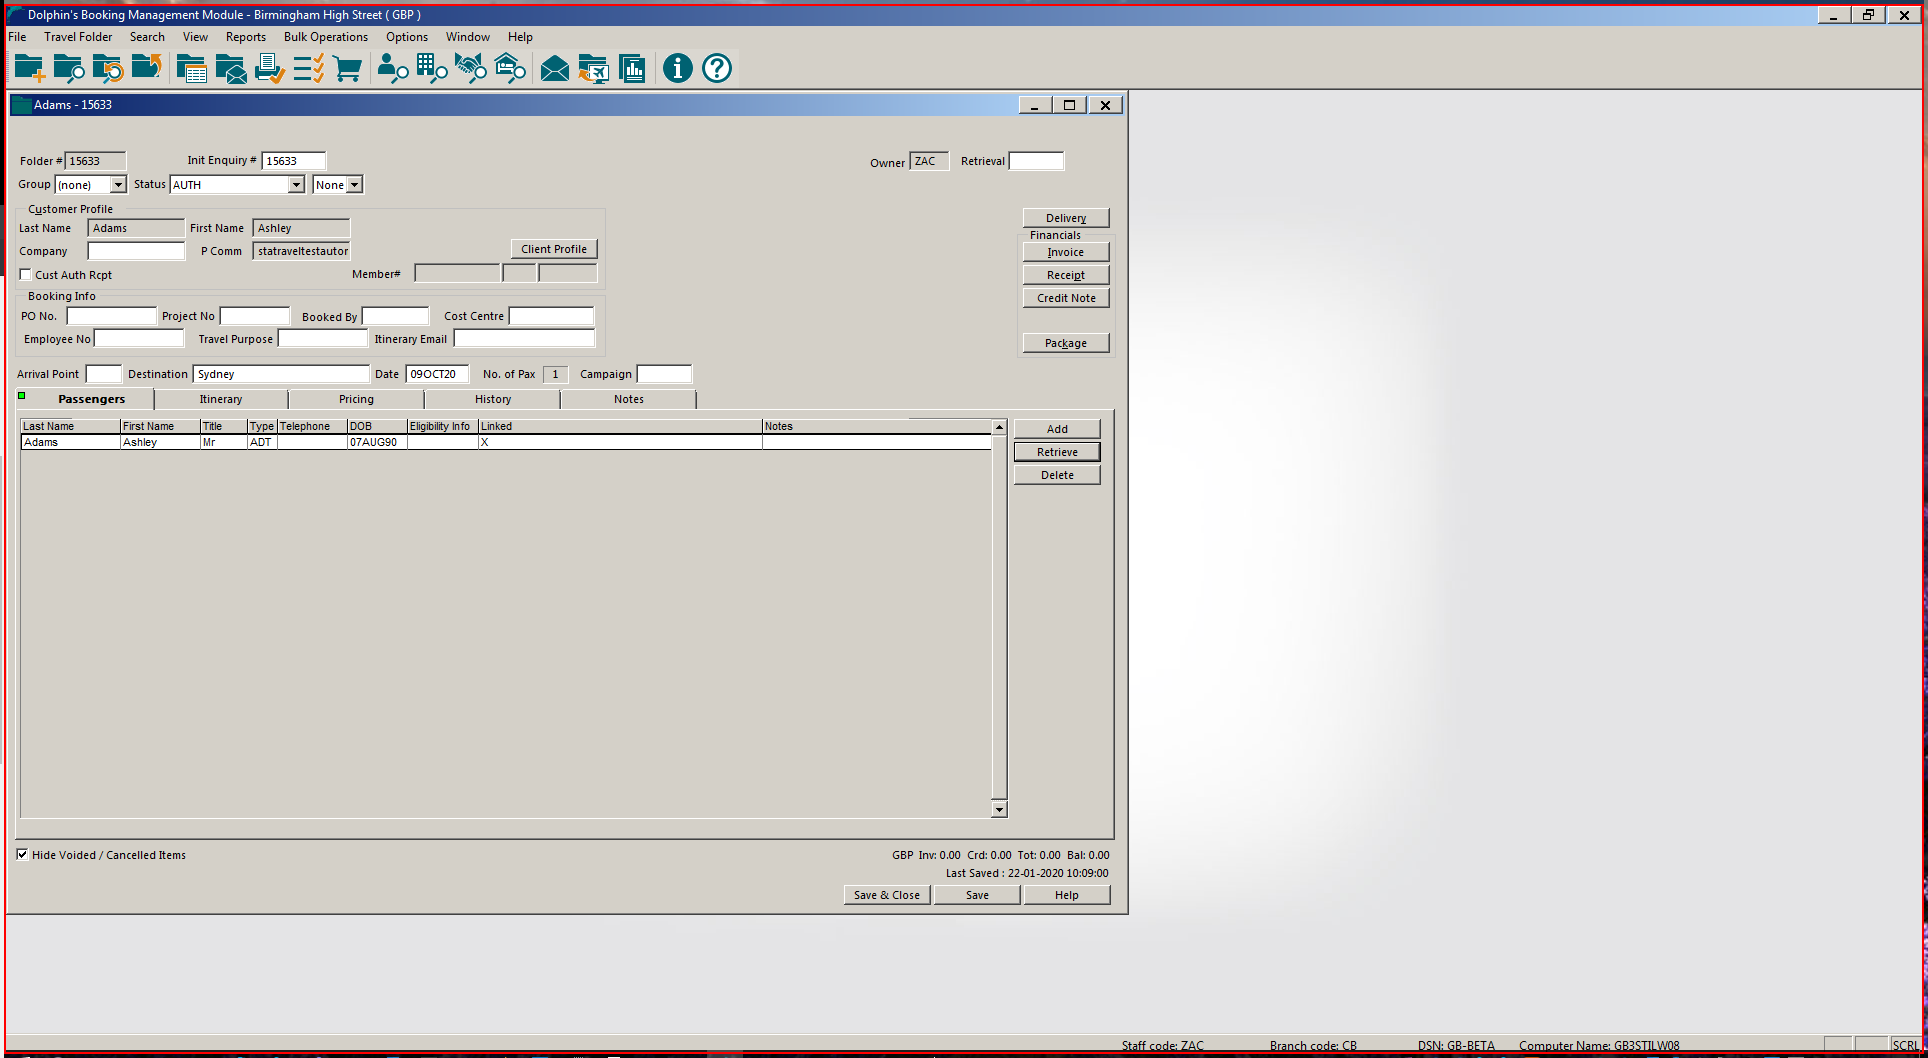 Dolphin's Booking Management Module - Birmingham High Street ( GBP )
File Travel Folder Search View Reports Bulk Operations Options Window Help
Adams - 15633
Folder # 15633 Init Enquiry # 15633 Owner ZAC Retrieval
Group (none) Status AUTH None
Customer Profile
Last Name Adams First Name Ashley
Company P Comm statraveltestautor Client Profile
Cust Auth Rcpt Member#
Delivery
Financials
Invoice
Receipt
Credit Note
Package
Booking Info
PO No. Project No Booked By Cost Centre
Employee No Travel Purpose Itinerary Email
Arrival Point Destination Sydney Date 09OCT20 No. of Pax 1 Campaign
Passengers Itinerary Pricing History Notes
Last Name First Name Title Type Telephone DOB Eligibility Info Linked Notes
Adams Ashley Mr ADT 07AUG90 X
Add
Retrieve
Delete
Hide Voided / Cancelled Items GBP Inv: 0.00 Crd: 0.00 Tot: 0.00 Bal: 0.00
Last Saved : 22-01-2020 10:09:00
Save & Close Save Help
Staff code: ZAC Branch code: CB DSN: GB-BETA Computer Name: GB3STILW08 SCRL